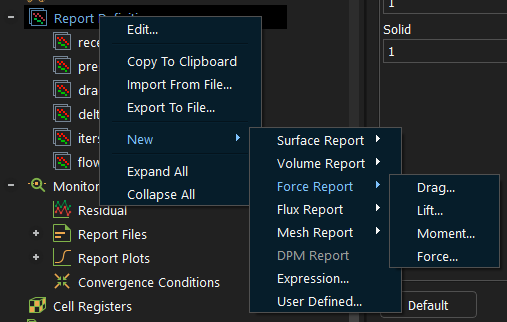 Report Definitions
rece
pre
dra
delt
iters
flow
Monitor
Residual
Report Files
Report Plots
Convergence Conditions
Cell Registers
Edit...
Copy To Clipboard
Import From File...
Export To File...
New
Expand All
Collapse All
Surface Report
Volume Report
Force Report
Flux Report
Mesh Report
DPM Report
Expression...
User Defined...
Drag...
Lift...
Moment...
Force...
1
Solid
1
Default